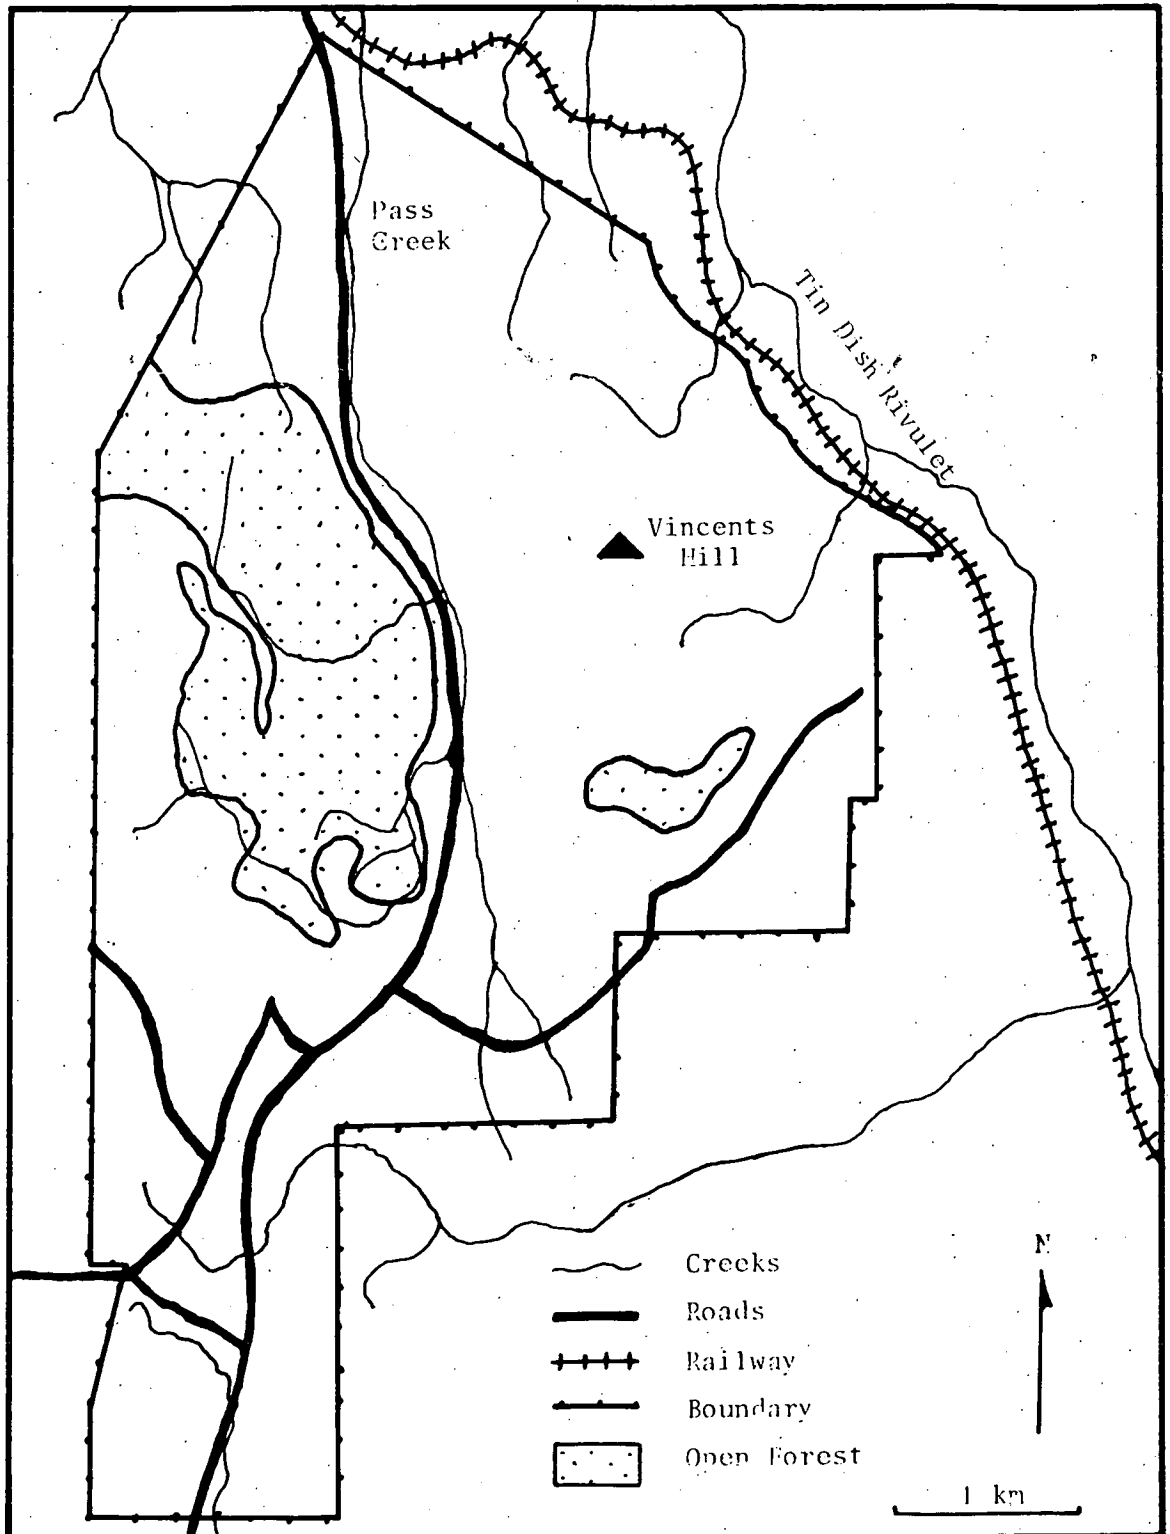 Pass
Creek
Tin Dish Rivulet
Vincents
Hill
Creeks
Roads
Railway
Boundary
Open Forest
N
1 km